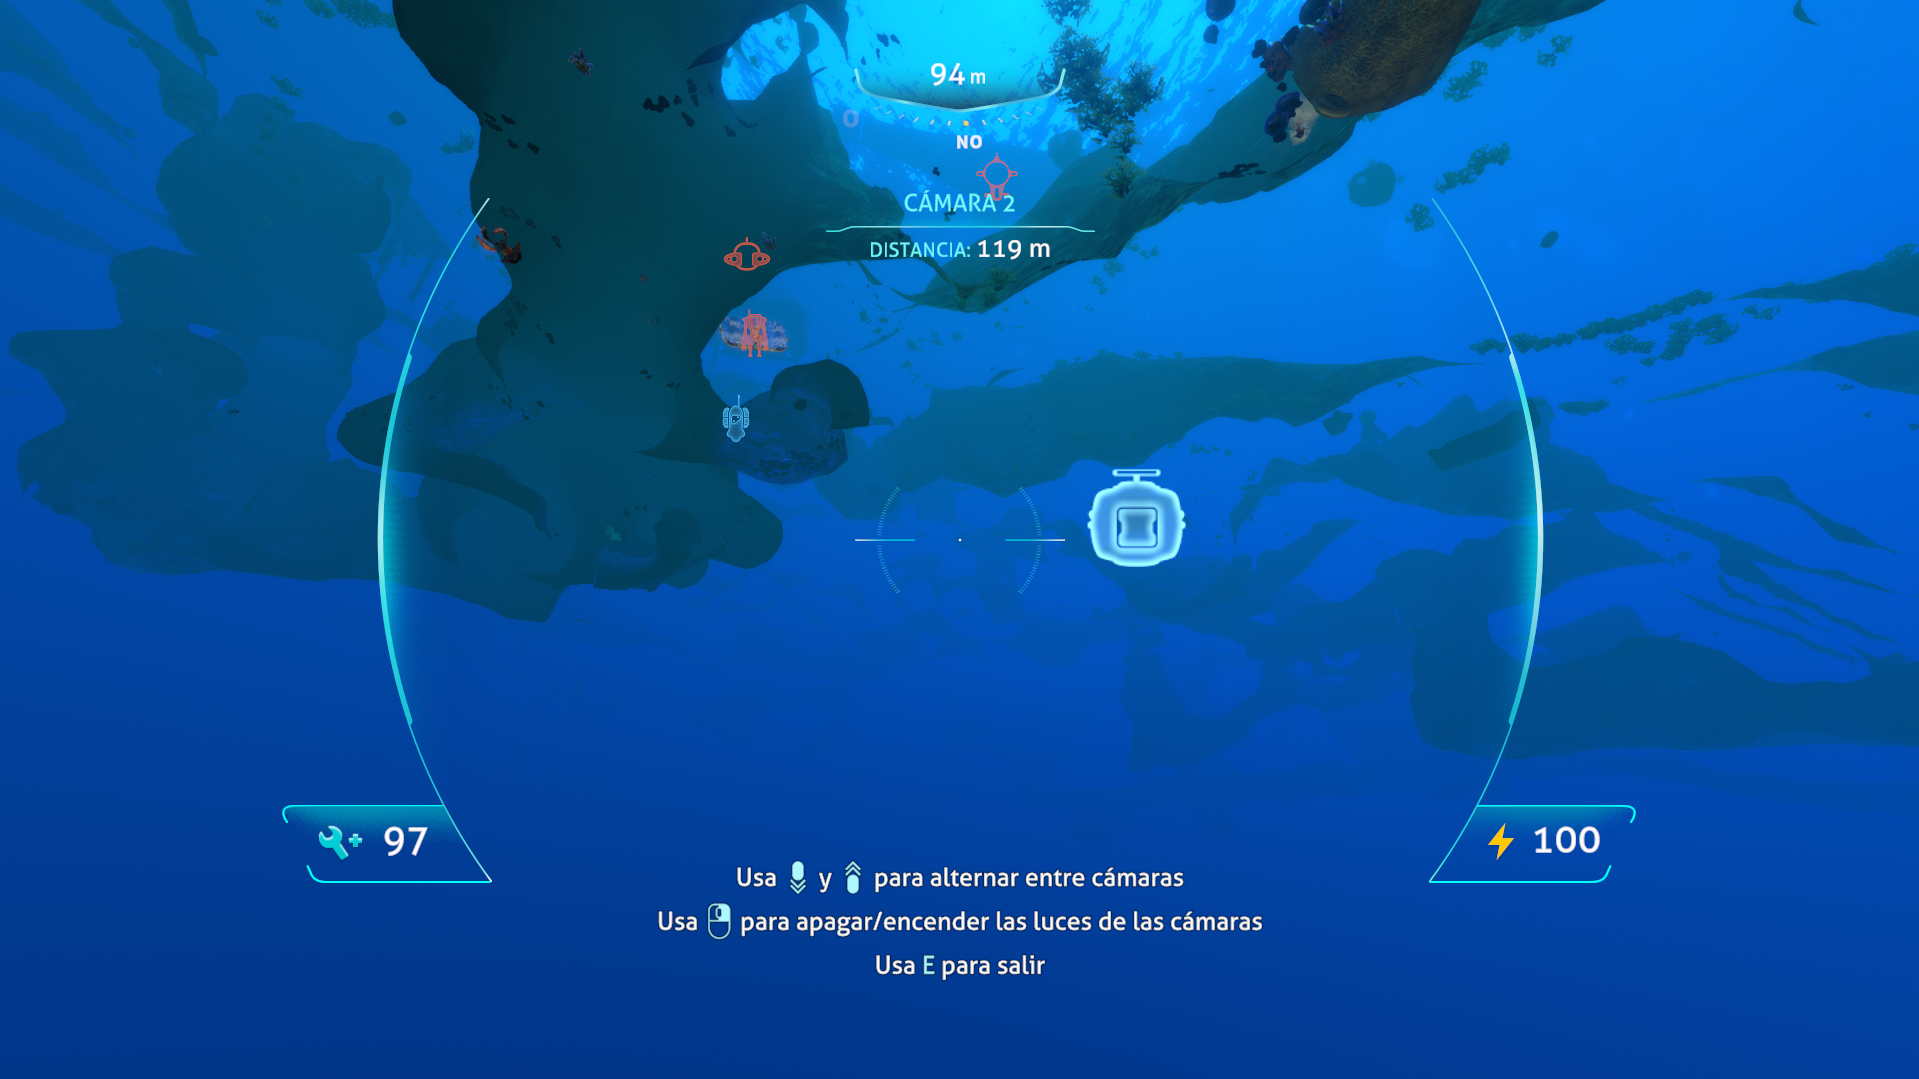 94 m
O
NO
CÁMARA 2
DISTANCIA: 119 m
97
100
Usa y para alternar entre cámaras
Usa para apagar/encender las luces de las cámaras
Usa E para salir